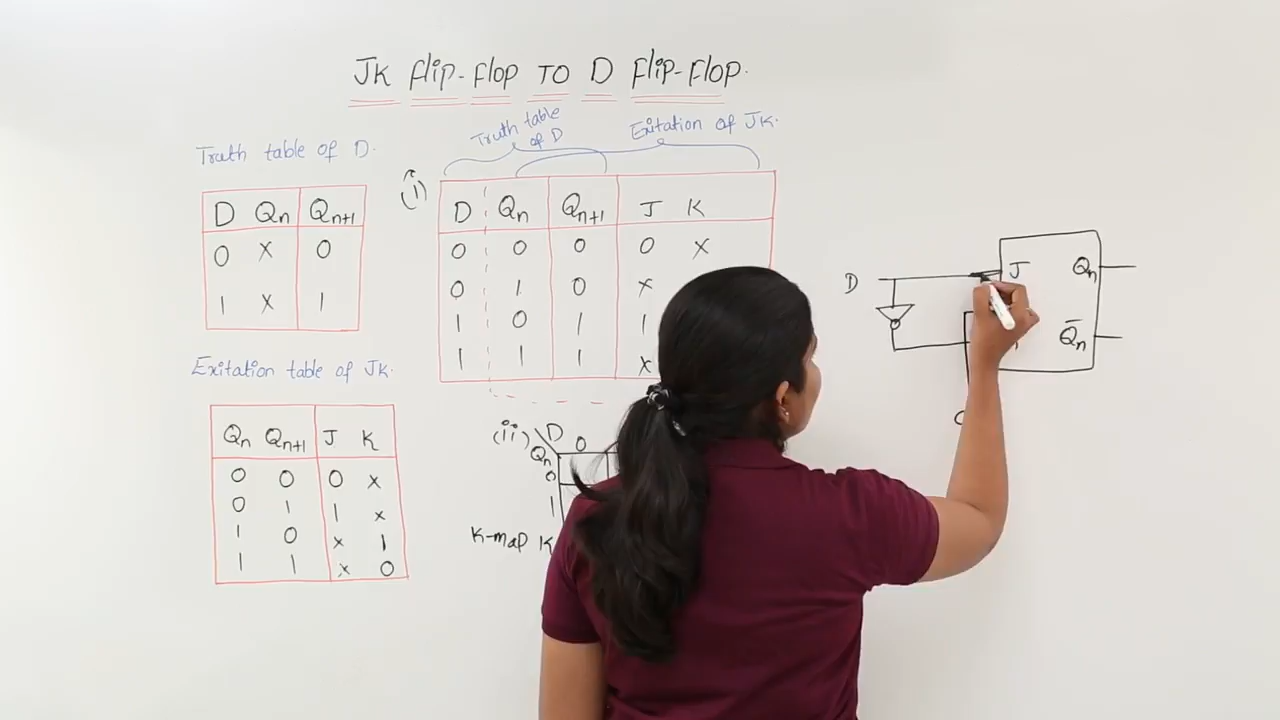 JK flip-flop TO D flip-flop.
Truth table of D.
D Qn Qn+1
0 x 0
1 x 1
Exitation table of JK.
Qn Qn+1 J K
0 0 0 x
0 1 1 x
1 0 x 1
1 1 x 0
Truth table of D
Exitation of JK.
(i)
D Qn Qn+1 J K
0 0 0 0 x
0 1 0 x
1 0 1 1
1 1 1 x
(ii)
D 0
Qn
0
1
K-map K
D
J Qn
Q̅n